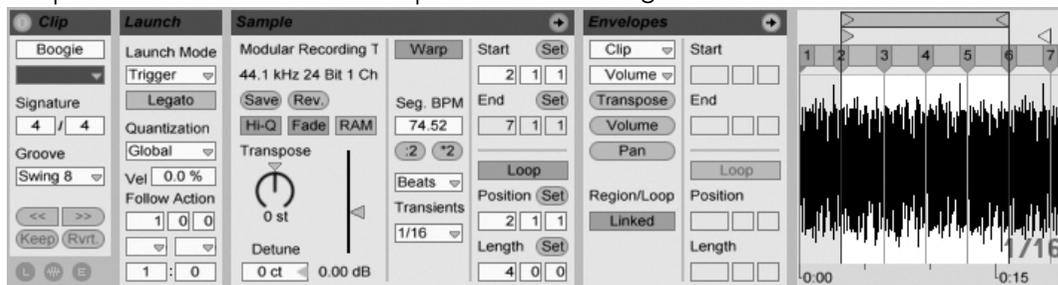 Clip
Boogie
Signature
4 / 4
Groove
Swing 8
<< >>
Keep Rvrt.
L E
Launch
Launch Mode
Trigger
Legato
Quantization
Global
Vel 0.0 %
Follow Action
1 0 0
1 : 0
Sample
Modular Recording T
44.1 kHz 24 Bit 1 Ch
Save Rev.
Hi-Q Fade RAM
Transpose
0 st
Detune
0 ct 0.00 dB
Warp
Seg. BPM
74.52
:2 *2
Beats
Transients
1/16
Start Set
2 1 1
End Set
7 1 1
Loop
Position Set
2 1 1
Length Set
4 0 0
Envelopes
Clip
Volume
Transpose
Volume
Pan
Region/Loop
Linked
Start
End
Loop
Position
Length
1 2 3 4 5 6 7
1/16
0:00 0:15